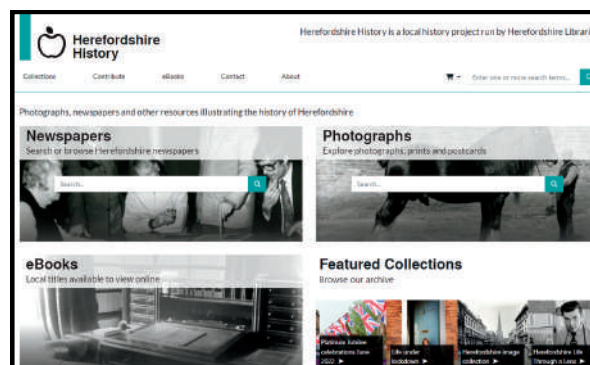 Herefordshire History is a local history project run by Herefordshire Librari
Herefordshire
History
Collections
Contribute
eBooks
Contact
About
Enter one or more search terms...
Photographs, newspapers and other resources illustrating the history of Herefordshire
Newspapers
Search or browse Herefordshire newspapers
Search...
Photographs
Explore photographs, prints and postcards
Search...
eBooks
Local titles available to view online
Featured Collections
Browse our archive
Platinum Jubilee
celebrations June
2022 ➤
Life under
lockdown ➤
Herefordshire image
collection ➤
Herefordshire Life
Through a Lens ➤